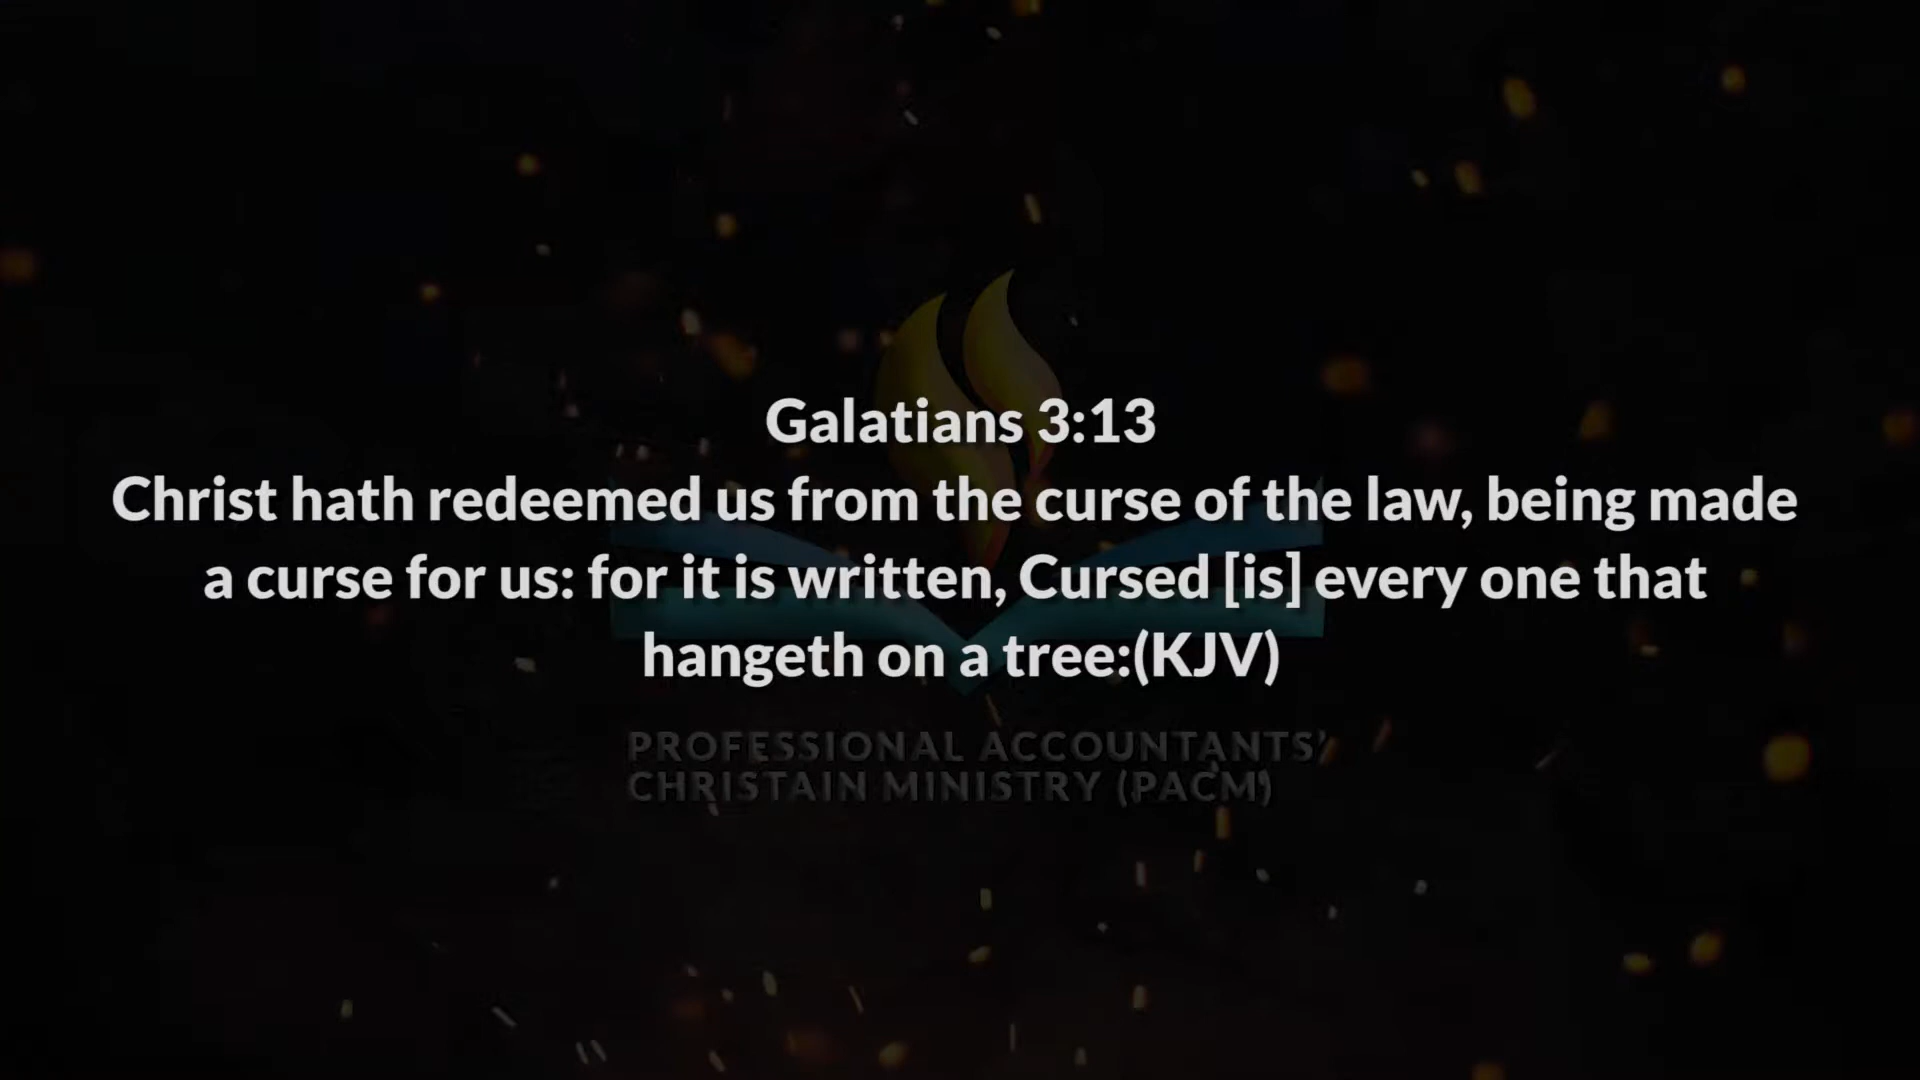 Galatians 3:13
Christ hath redeemed us from the curse of the law, being made
a curse for us: for it is written, Cursed [is] every one that
hangeth on a tree:(KJV)
PROFESSIONAL ACCOUNTANTS'
CHRISTAIN MINISTRY (PACM)